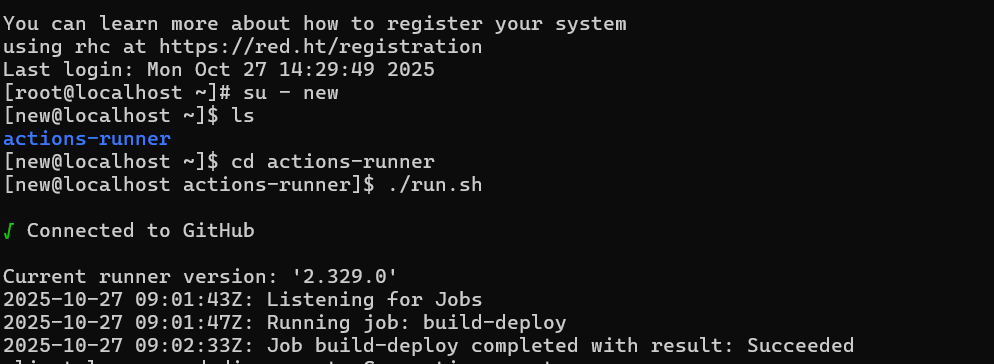 You can learn more about how to register your system
using rhc at https://red.ht/registration
Last login: Mon Oct 27 14:29:49 2025
[root@localhost ~]# su - new
[new@localhost ~]$ ls
actions-runner
[new@localhost ~]$ cd actions-runner
[new@localhost actions-runner]$ ./run.sh
√ Connected to GitHub
Current runner version: '2.329.0'
2025-10-27 09:01:43Z: Listening for Jobs
2025-10-27 09:01:47Z: Running job: build-deploy
2025-10-27 09:02:33Z: Job build-deploy completed with result: Succeeded